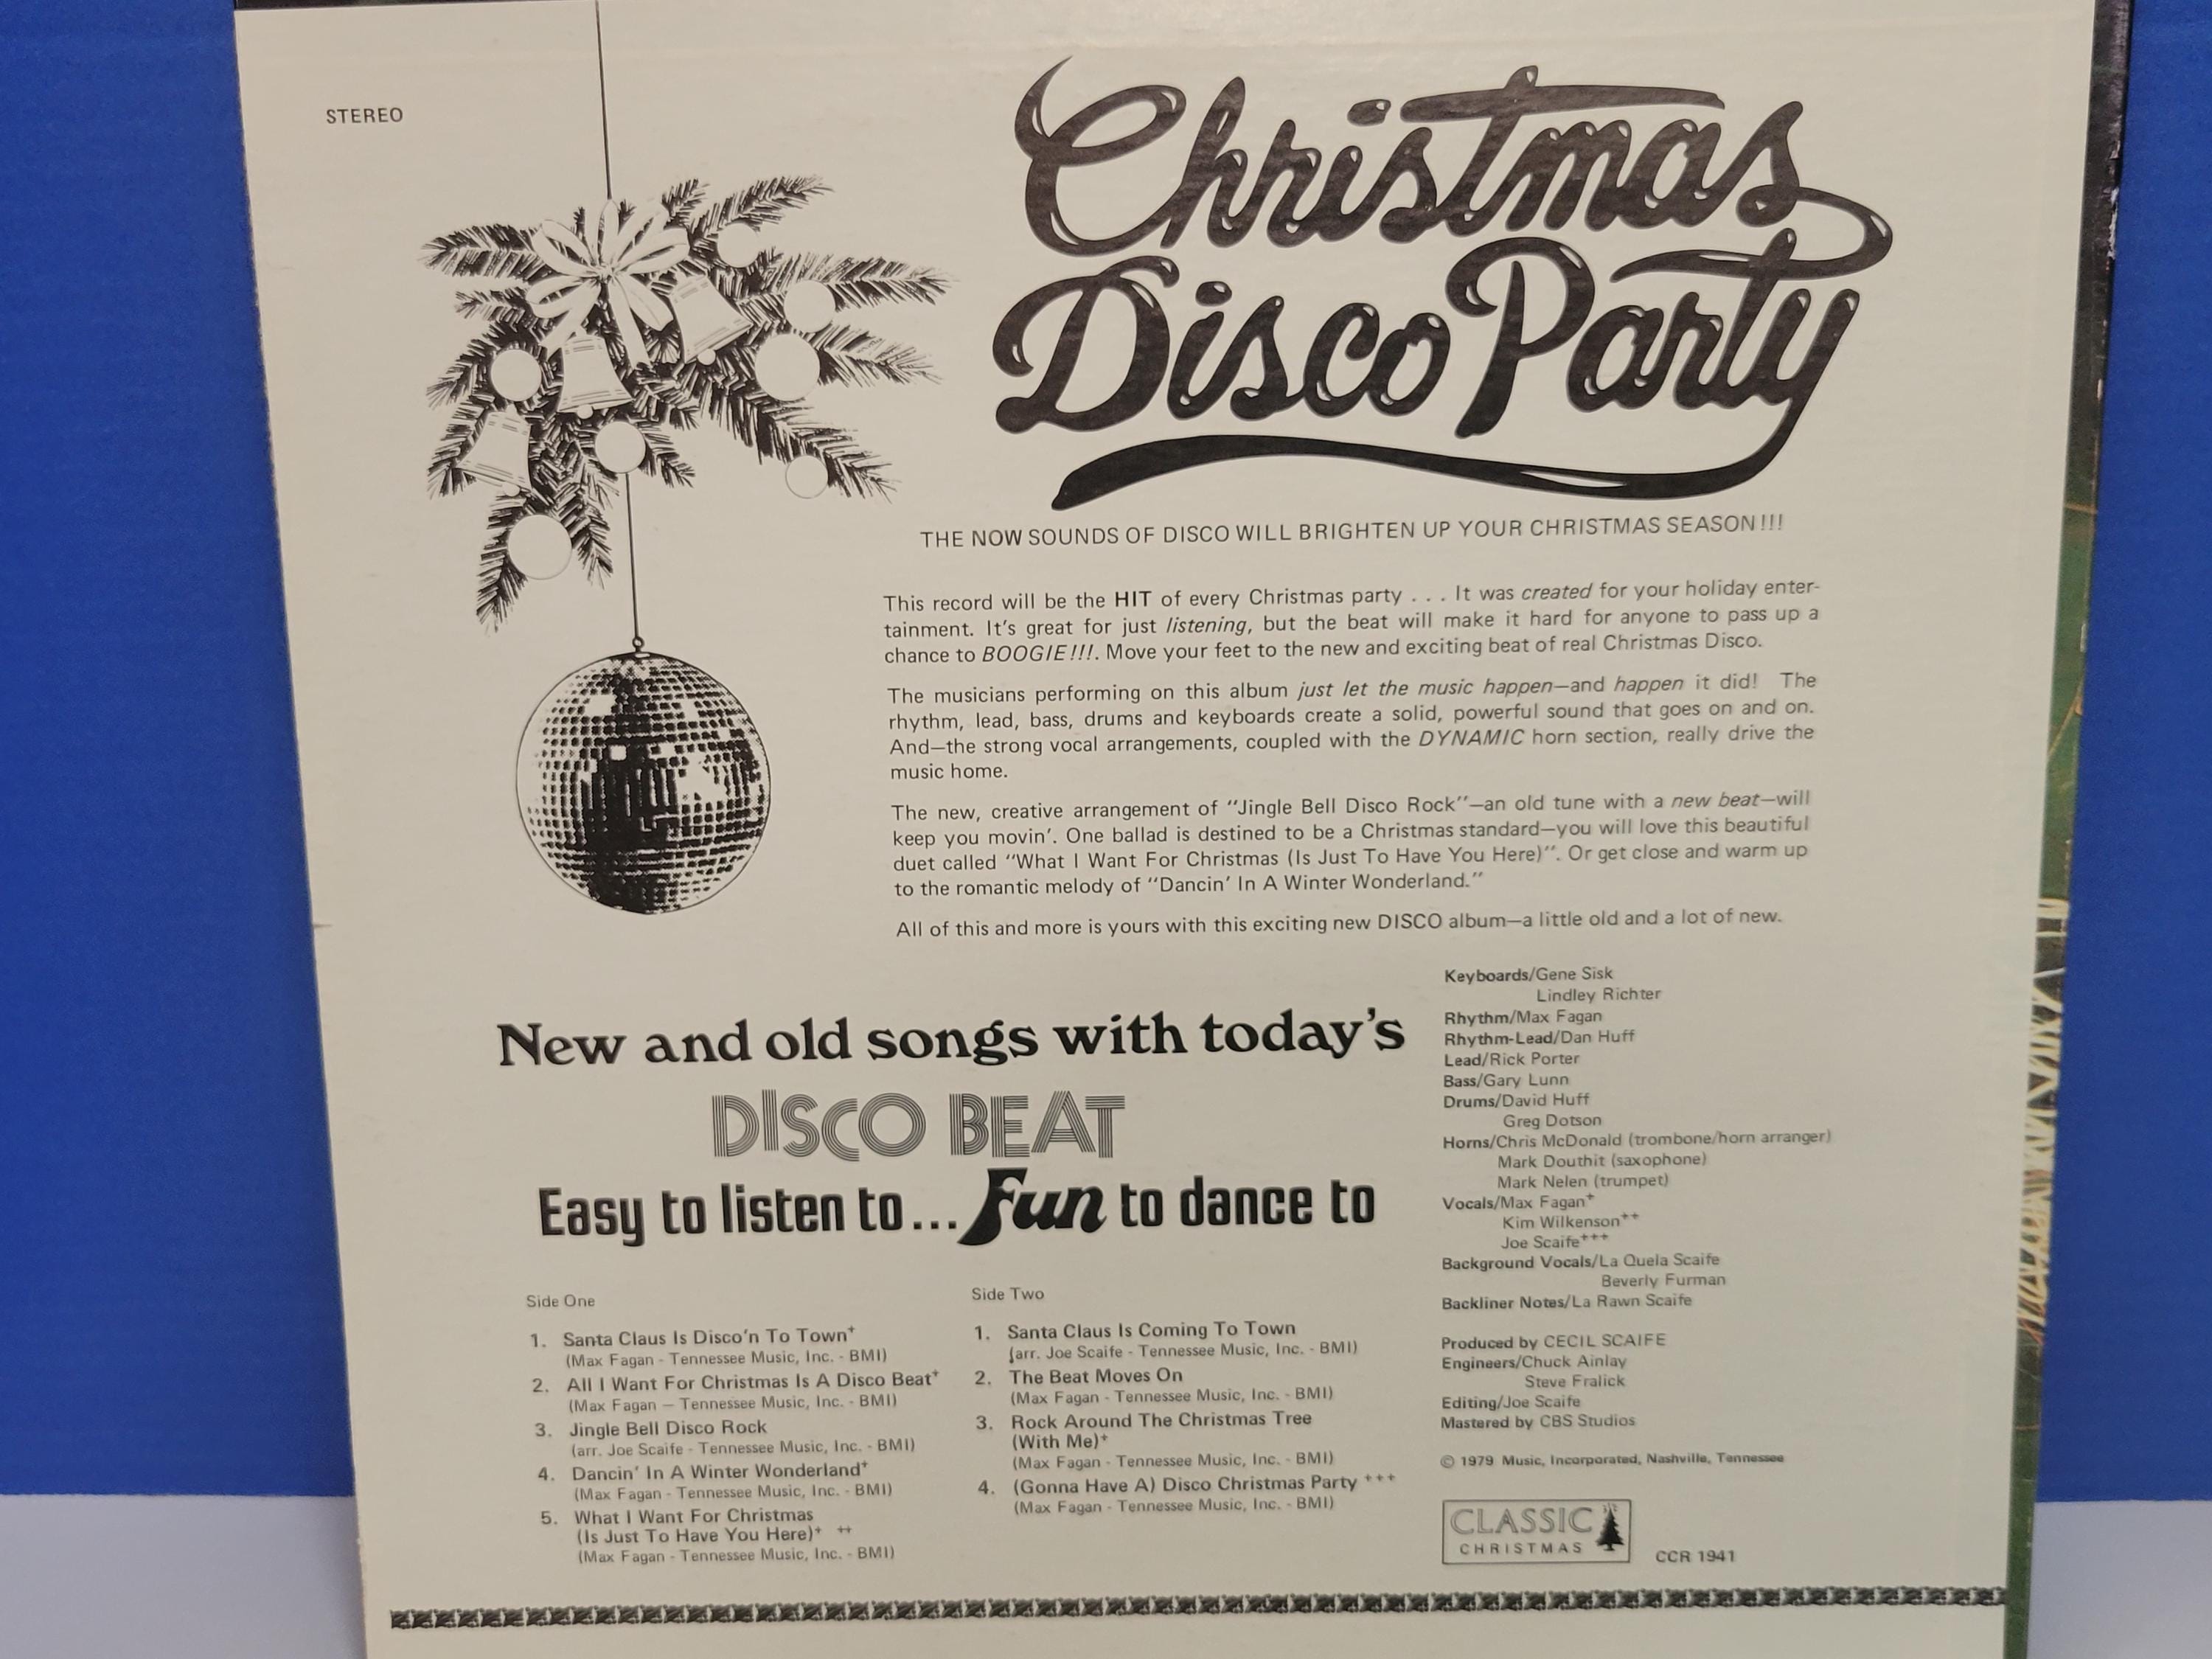 STEREO
Christmas
Disco Party
THE NOW SOUNDS OF DISCO WILL BRIGHTEN UP YOUR CHRISTMAS SEASON!!!
This record will be the HIT of every Christmas party . . . It was created for your holiday enter-
tainment. It's great for just listening, but the beat will make it hard for anyone to pass up a
chance to BOOGIE!!!. Move your feet to the new and exciting beat of real Christmas Disco.
The musicians performing on this album just let the music happen—and happen it did! The
rhythm, lead, bass, drums and keyboards create a solid, powerful sound that goes on and on.
And—the strong vocal arrangements, coupled with the DYNAMIC horn section, really drive the
music home.
The new, creative arrangement of "Jingle Bell Disco Rock"—an old tune with a new beat—will
keep you movin'. One ballad is destined to be a Christmas standard—you will love this beautiful
duet called "What I Want For Christmas (Is Just To Have You Here)". Or get close and warm up
to the romantic melody of "Dancin' In A Winter Wonderland."
All of this and more is yours with this exciting new DISCO album—a little old and a lot of new.
New and old songs with today's
DISCO BEAT
Easy to listen to... Fun to dance to
Side One
1. Santa Claus Is Disco'n To Town+
(Max Fagan - Tennessee Music, Inc. - BMI)
2. All I Want For Christmas Is A Disco Beat+
(Max Fagan — Tennessee Music, Inc. - BMI)
3. Jingle Bell Disco Rock
(arr. Joe Scaife - Tennessee Music, Inc. - BMI)
4. Dancin' In A Winter Wonderland+
(Max Fagan - Tennessee Music, Inc. - BMI)
5. What I Want For Christmas
(Is Just To Have You Here)+ ++
(Max Fagan - Tennessee Music, Inc. - BMI)
Side Two
1. Santa Claus Is Coming To Town
(arr. Joe Scaife - Tennessee Music, Inc. - BMI)
2. The Beat Moves On
(Max Fagan - Tennessee Music, Inc. - BMI)
3. Rock Around The Christmas Tree
(With Me)+
(Max Fagan - Tennessee Music, Inc. - BMI)
4. (Gonna Have A) Disco Christmas Party +++
(Max Fagan - Tennessee Music, Inc. - BMI)
Keyboards/Gene Sisk
Lindley Richter
Rhythm/Max Fagan
Rhythm-Lead/Dan Huff
Lead/Rick Porter
Bass/Gary Lunn
Drums/David Huff
Greg Dotson
Horns/Chris McDonald (trombone/horn arranger)
Mark Douthit (saxophone)
Mark Nelen (trumpet)
Vocals/Max Fagan+
Kim Wilkenson++
Joe Scaife+++
Background Vocals/La Quela Scaife
Beverly Furman
Backliner Notes/La Rawn Scaife
Produced by CECIL SCAIFE
Engineers/Chuck Ainlay
Steve Fralick
Editing/Joe Scaife
Mastered by CBS Studios
© 1979 Music, Incorporated, Nashville, Tennessee
CLASSIC
CHRISTMAS
CCR 1941